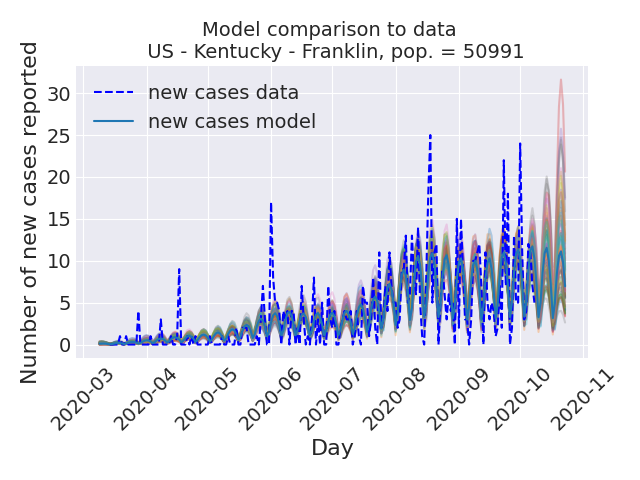 Model comparison to data
US - Kentucky - Franklin, pop. = 50991
Number of new cases reported
30
25
20
15
10
5
0
new cases data
new cases model
2020-03
2020-04
2020-05
2020-06
2020-07
2020-08
2020-09
2020-10
2020-11
Day